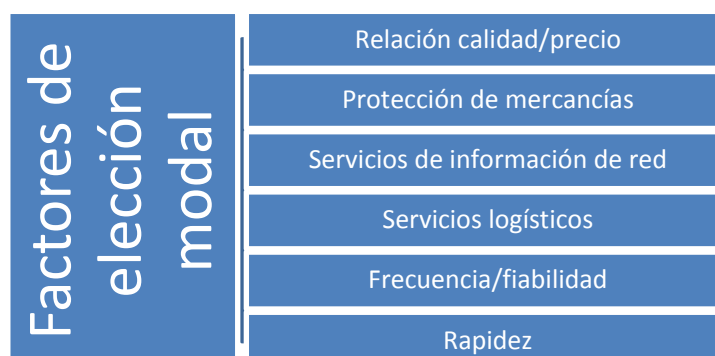 Factores de
elección
modal
Relación calidad/precio
Protección de mercancías
Servicios de información de red
Servicios logísticos
Frecuencia/fiabilidad
Rapidez